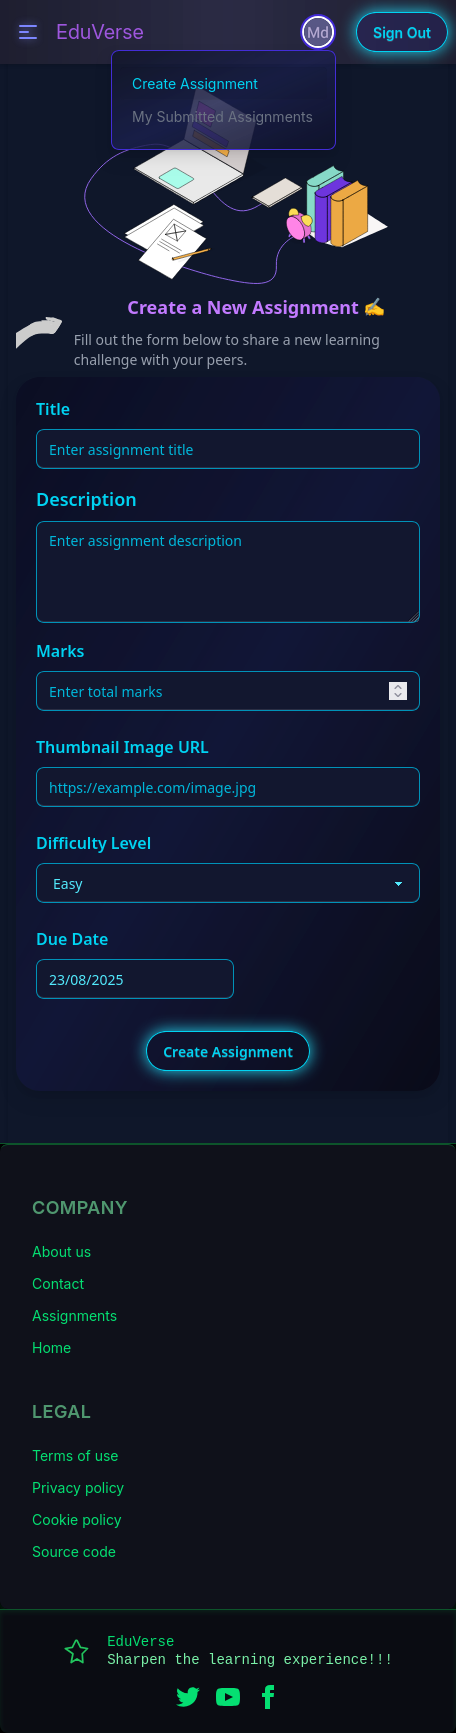 EduVerse
Md
Sign Out
Create Assignment
My Submitted Assignments
Create a New Assignment ✍️
Fill out the form below to share a new learning
challenge with your peers.
Title
Enter assignment title
Description
Enter assignment description
Marks
Enter total marks
Thumbnail Image URL
https://example.com/image.jpg
Difficulty Level
Easy
Due Date
23/08/2025
Create Assignment
COMPANY
About us
Contact
Assignments
Home
LEGAL
Terms of use
Privacy policy
Cookie policy
Source code
EduVerse
Sharpen the learning experience!!!